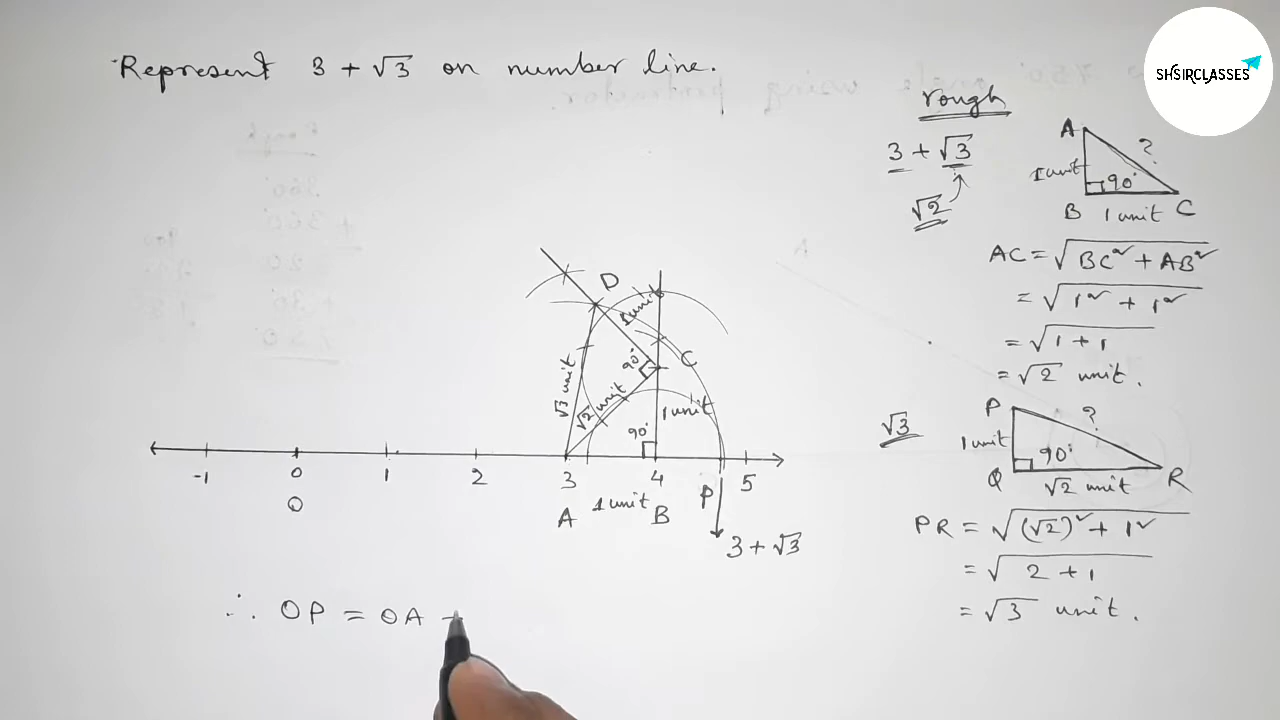 Represent 3 + √3 on number line.
SHSIRCLASSES
rough
3 + √3
√2
A
?
1 unit
90°
B 1 unit C
AC = √BC² + AB²
= √1² + 1²
= √1 + 1
= √2 unit.
√3
P
?
1 unit
90°
Q √2 unit R
PR = √(√2)² + 1²
= √2 + 1
= √3 unit.
D
1 unit
90°
C
√3 unit
√2 unit
1 unit
90°
-1 0 1 2 3 4 P 5
O A 1 unit B
3 + √3
∴ OP = OA